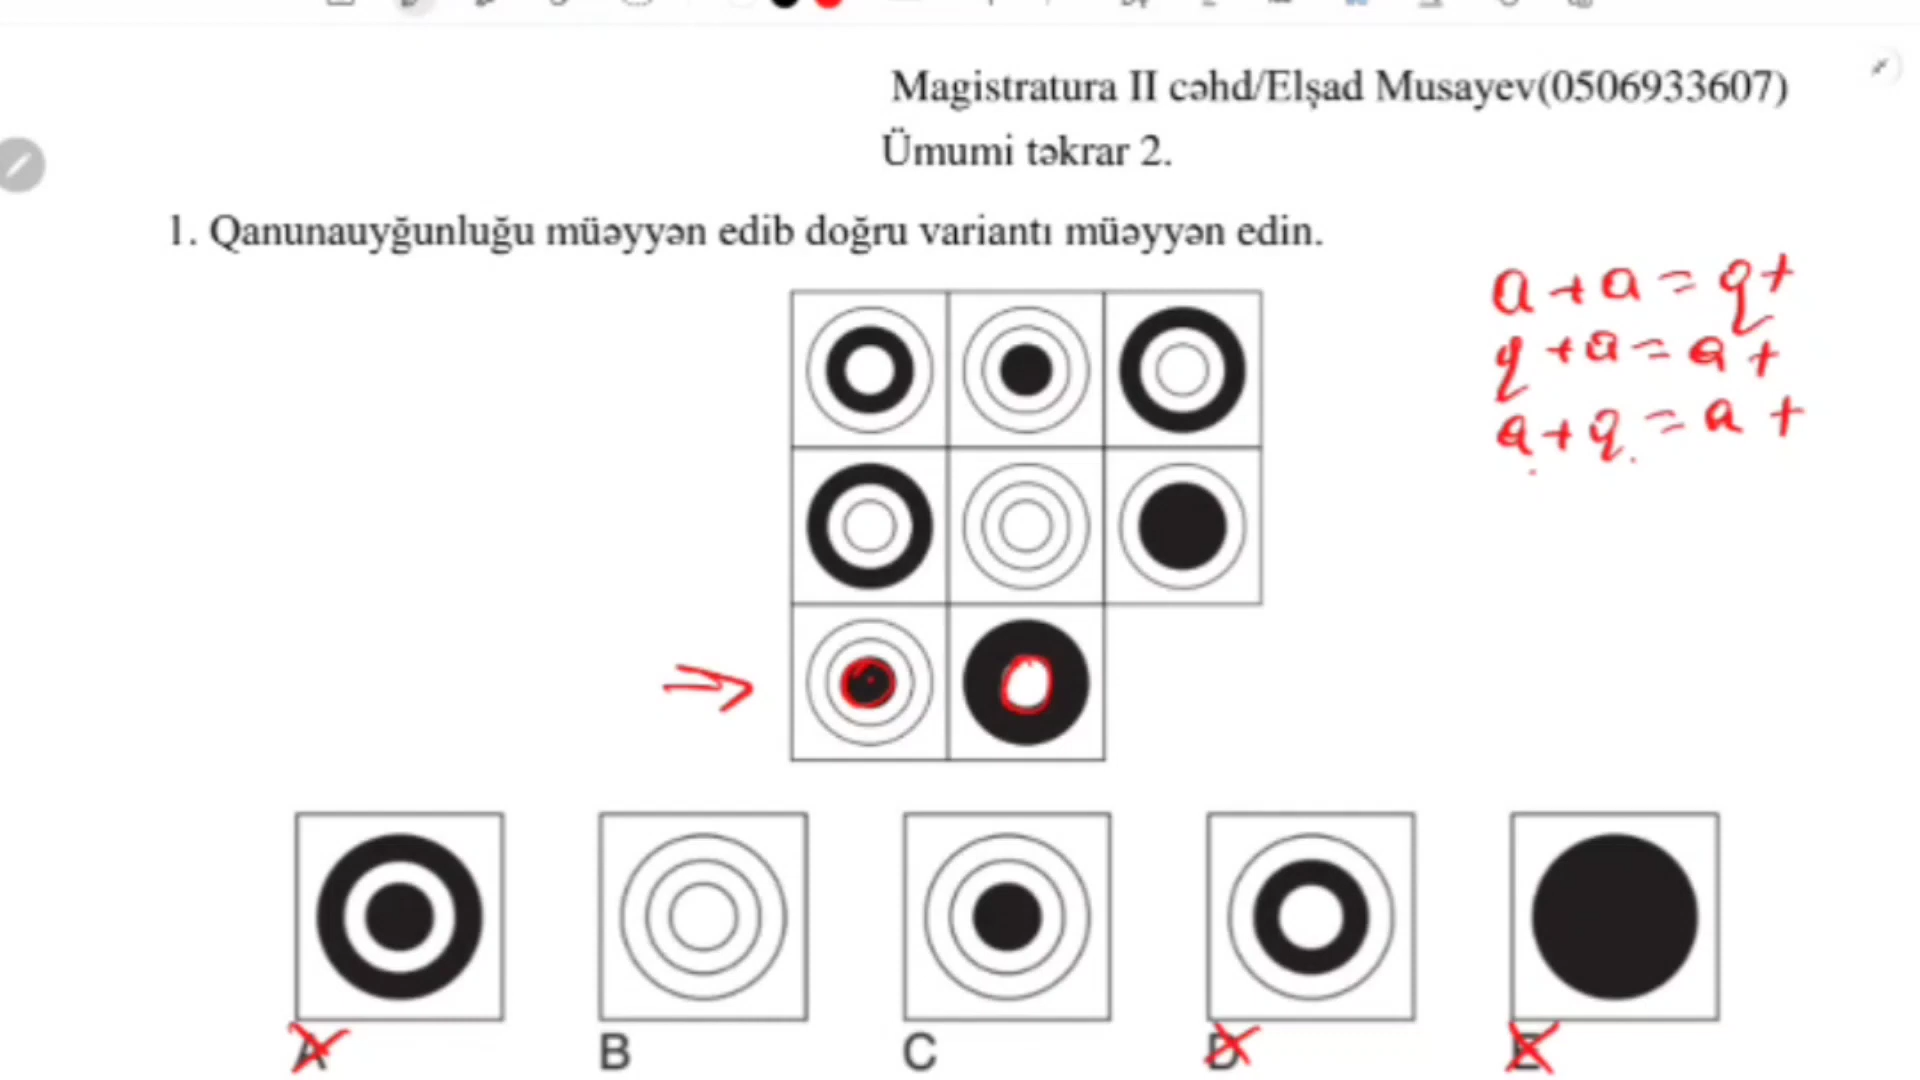 Magistratura II cəhd/Elşad Musayev(0506933607)
Ümumi təkrar 2.
1. Qanunauyğunluğu müəyyən edib doğru variantı müəyyən edin.
a + a = q +
q + a = a +
a + q = a +
A
B
C
D
E